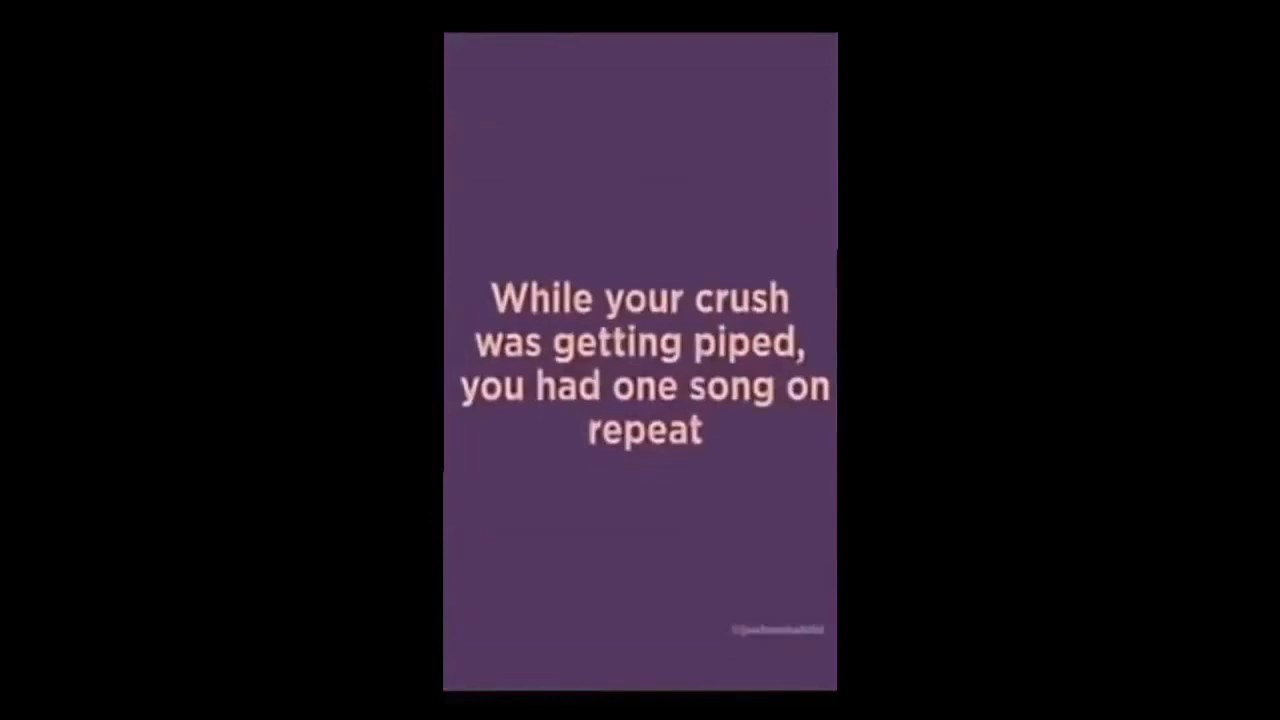 While your crush
was getting piped,
you had one song on
repeat